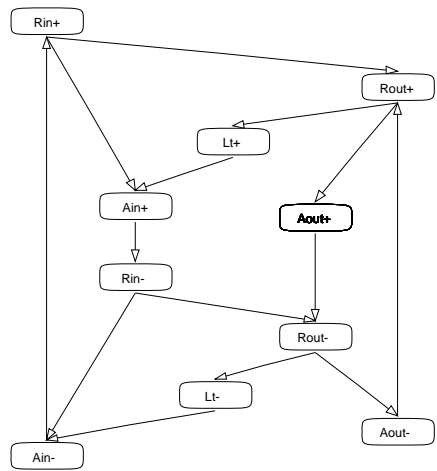 Rin+
Rout+
Lt+
Ain+
Aout+
Rin-
Rout-
Lt-
Aout-
Ain-